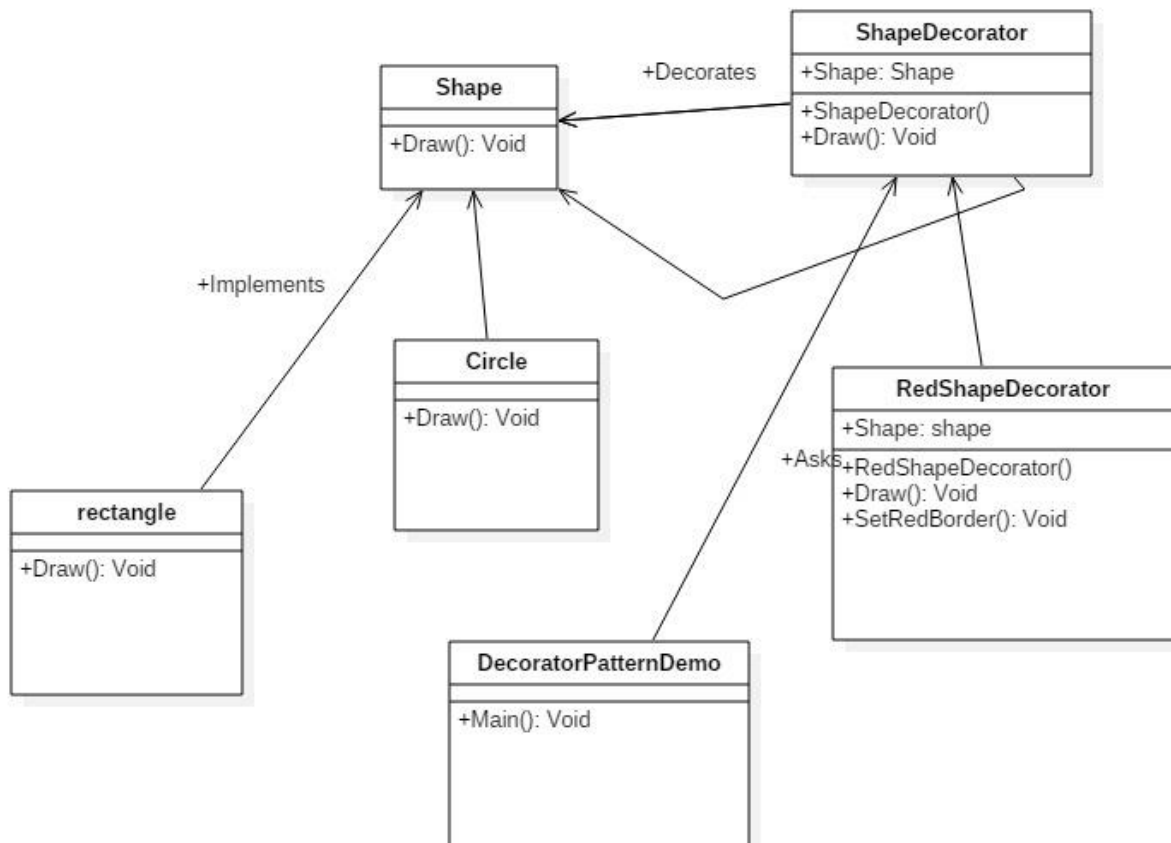 ShapeDecorator
+Shape: Shape
+ShapeDecorator()
+Draw(): Void
+Decorates
Shape
+Draw(): Void
+Implements
Circle
+Draw(): Void
RedShapeDecorator
+Shape: shape
+RedShapeDecorator()
+Draw(): Void
+SetRedBorder(): Void
+Asks
rectangle
+Draw(): Void
DecoratorPatternDemo
+Main(): Void